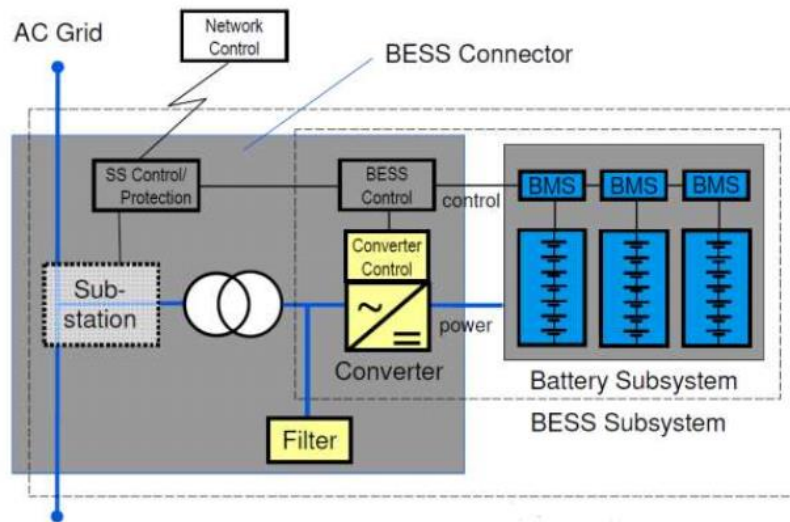 AC Grid
Network
Control
BESS Connector
SS Control/
Protection
BESS
Control
control
BMS
BMS
BMS
Converter
Control
Sub-
station
~
=
power
Converter
Filter
Battery Subsystem
BESS Subsystem